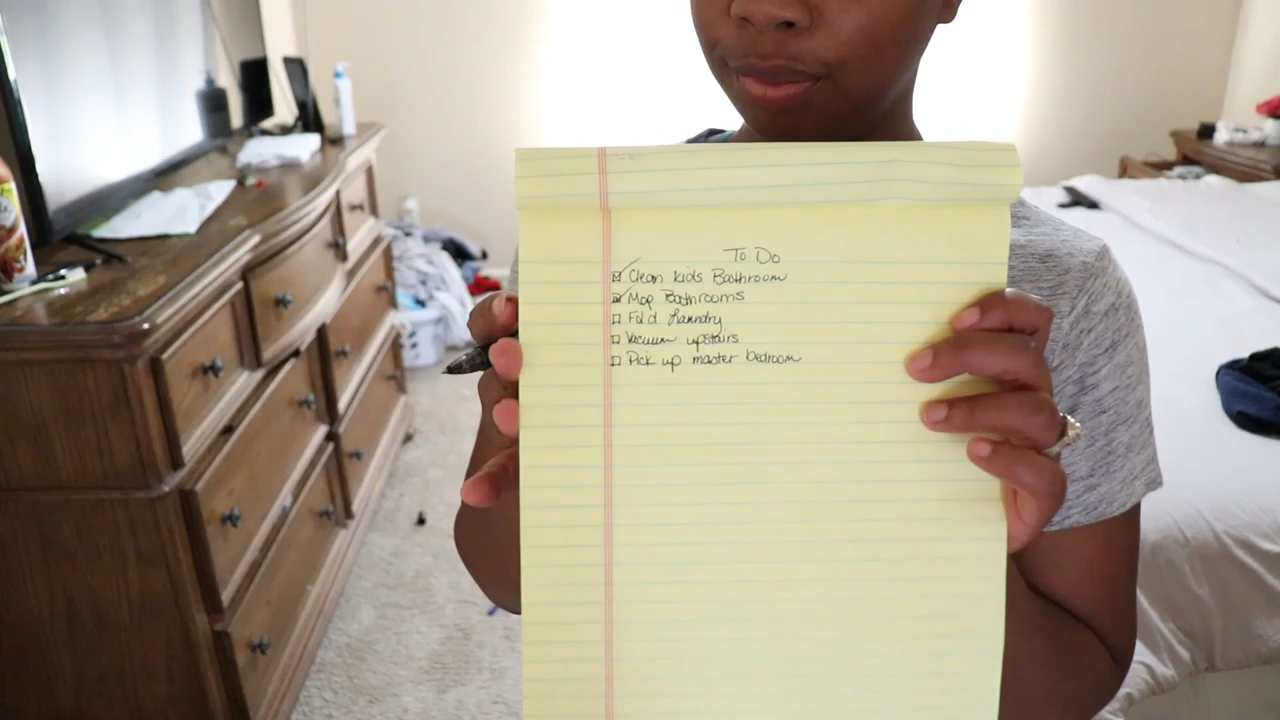 To Do
Clean kids Bathroom
Mop Bathrooms
Fold Laundry
Vacuum upstairs
Pick up master bedroom